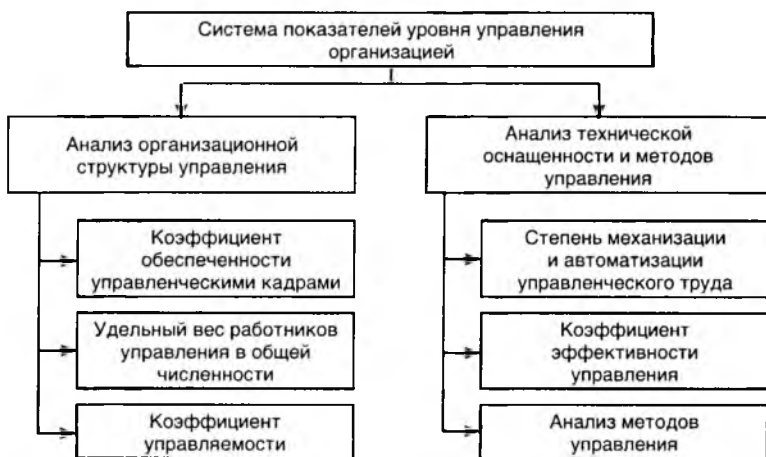 Система показателей уровня управления
организацией
Анализ организационной
структуры управления
Анализ технической
оснащенности и методов
управления
Коэффициент
обеспеченности
управленческими кадрами
Степень механизации
и автоматизации
управленческого труда
Удельный вес работников
управления в общей
численности
Коэффициент
эффективности
управления
Коэффициент
управляемости
Анализ методов
управления